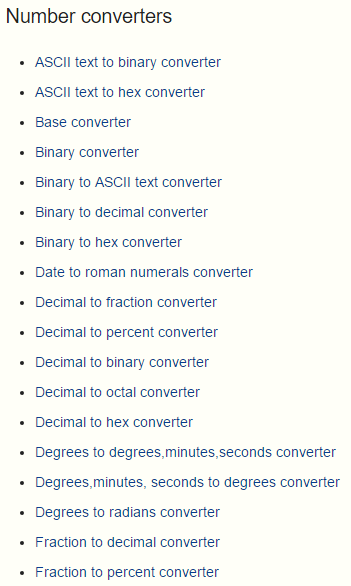 Number converters
ASCII text to binary converter
ASCII text to hex converter
Base converter
Binary converter
Binary to ASCII text converter
Binary to decimal converter
Binary to hex converter
Date to roman numerals converter
Decimal to fraction converter
Decimal to percent converter
Decimal to binary converter
Decimal to octal converter
Decimal to hex converter
Degrees to degrees,minutes,seconds converter
Degrees,minutes, seconds to degrees converter
Degrees to radians converter
Fraction to decimal converter
Fraction to percent converter